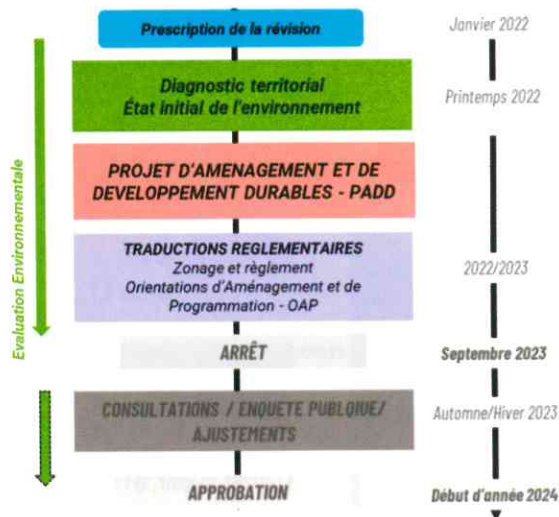 Prescription de la révision
Janvier 2022
Diagnostic territorial
État initial de l'environnement
Printemps 2022
PROJET D'AMENAGEMENT ET DE
DEVELOPPEMENT DURABLES - PADD
Evaluation Environnementale
TRADUCTIONS REGLEMENTAIRES
Zonage et règlement
Orientations d'Aménagement et de
Programmation - OAP
2022/2023
ARRÊT
Septembre 2023
CONSULTATIONS / ENQUETE PUBLQIUE/
AJUSTEMENTS
Automne/Hiver 2023
APPROBATION
Début d'année 2024